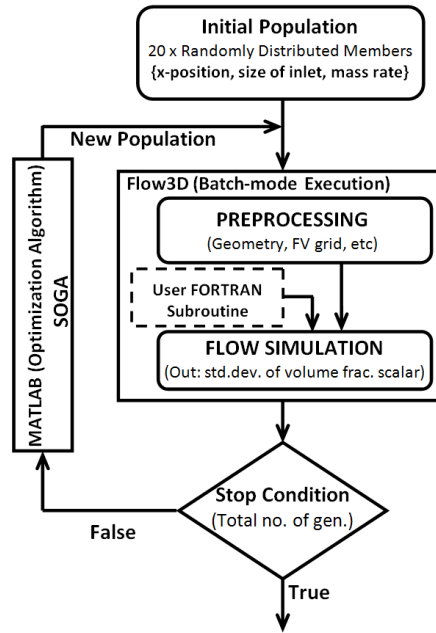 Initial Population
20 x Randomly Distributed Members
{x-position, size of inlet, mass rate}
New Population
Flow3D (Batch-mode Execution)
PREPROCESSING
(Geometry, FV grid, etc)
User FORTRAN
Subroutine
FLOW SIMULATION
(Out: std.dev. of volume frac. scalar)
MATLAB (Optimization Algorithm)
SOGA
Stop Condition
(Total no. of gen.)
False
True